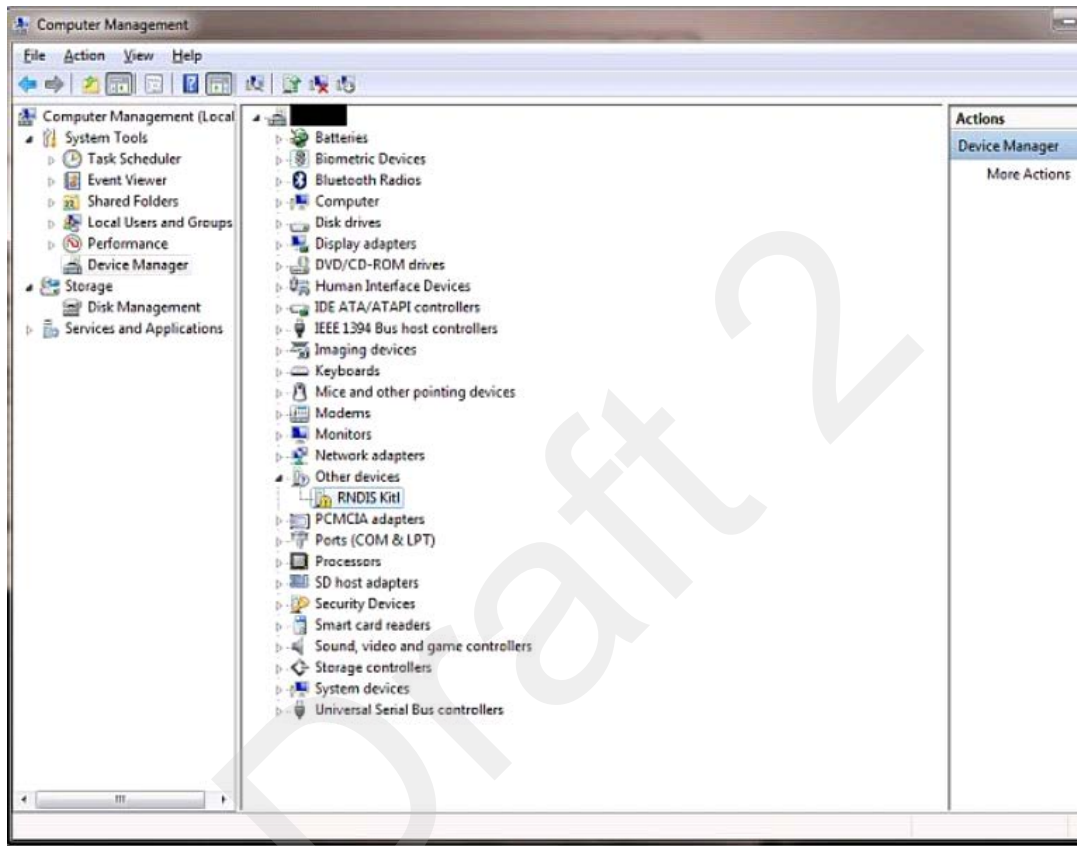 Computer Management
File Action View Help
Computer Management (Local
System Tools
Task Scheduler
Event Viewer
Shared Folders
Local Users and Groups
Performance
Device Manager
Storage
Disk Management
Services and Applications
Batteries
Biometric Devices
Bluetooth Radios
Computer
Disk drives
Display adapters
DVD/CD-ROM drives
Human Interface Devices
IDE ATA/ATAPI controllers
IEEE 1394 Bus host controllers
Imaging devices
Keyboards
Mice and other pointing devices
Modems
Monitors
Network adapters
Other devices
RNDIS Kitl
PCMCIA adapters
Ports (COM & LPT)
Processors
SD host adapters
Security Devices
Smart card readers
Sound, video and game controllers
Storage controllers
System devices
Universal Serial Bus controllers
Actions
Device Manager
More Actions
Draft 2